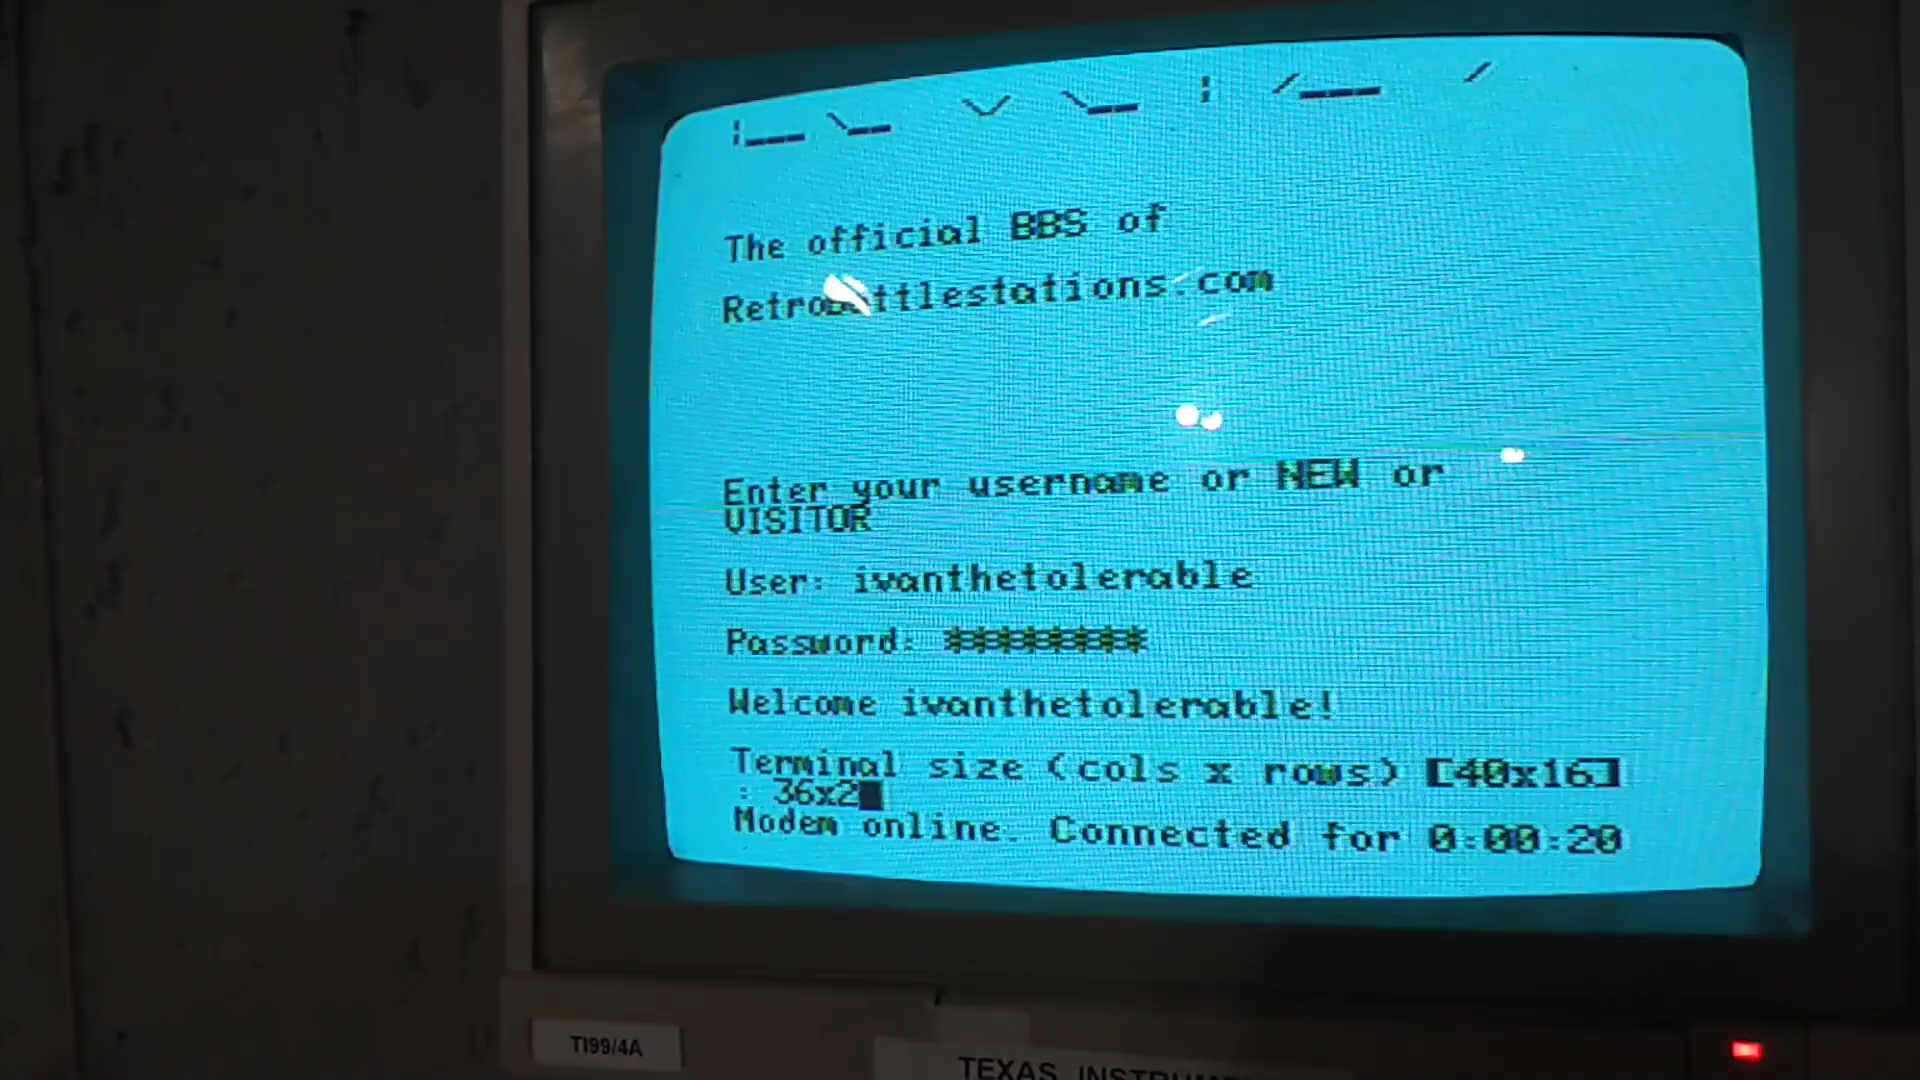 The official BBS of
Retrobattlestations.com
Enter your username or NEW or
VISITOR
User: ivanthetolerable
Password: ********
Welcome ivanthetolerable!
Terminal size (cols x rows) [40x16]
: 36x2
Modem online. Connected for 0:00:20
TI99/4A
TEXAS